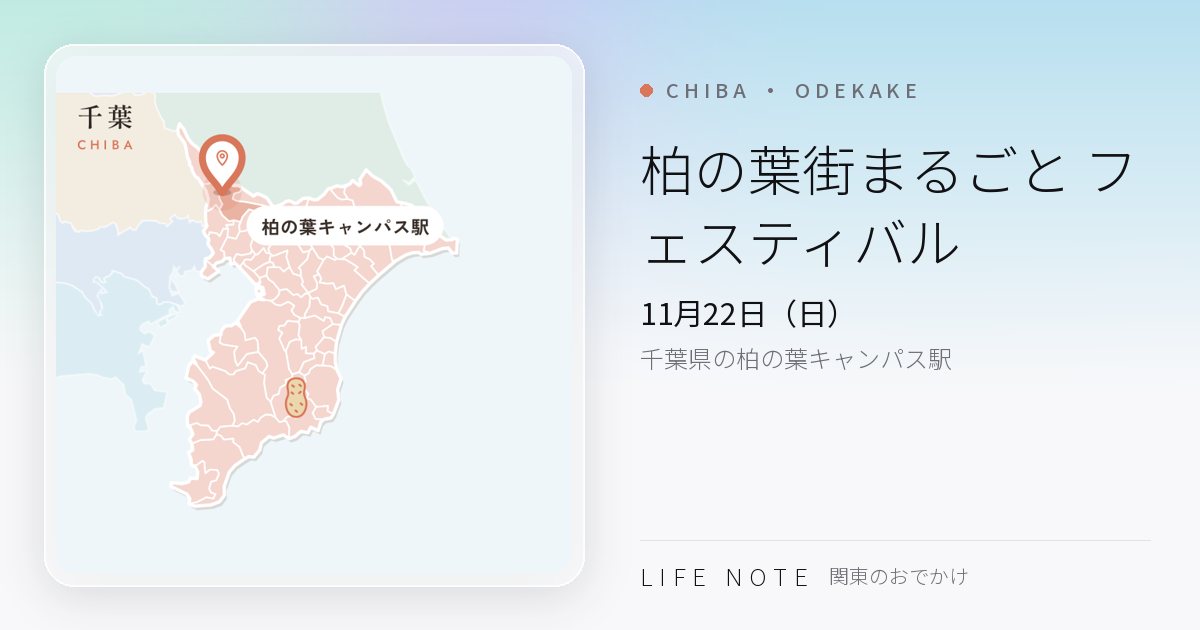 千葉
CHIBA
柏の葉キャンパス駅
CHIBA • ODEKAKE
柏の葉街まるごと フ
ェスティバル
11月22日（日）
千葉県の柏の葉キャンパス駅
LIFE NOTE 関東のおでかけ